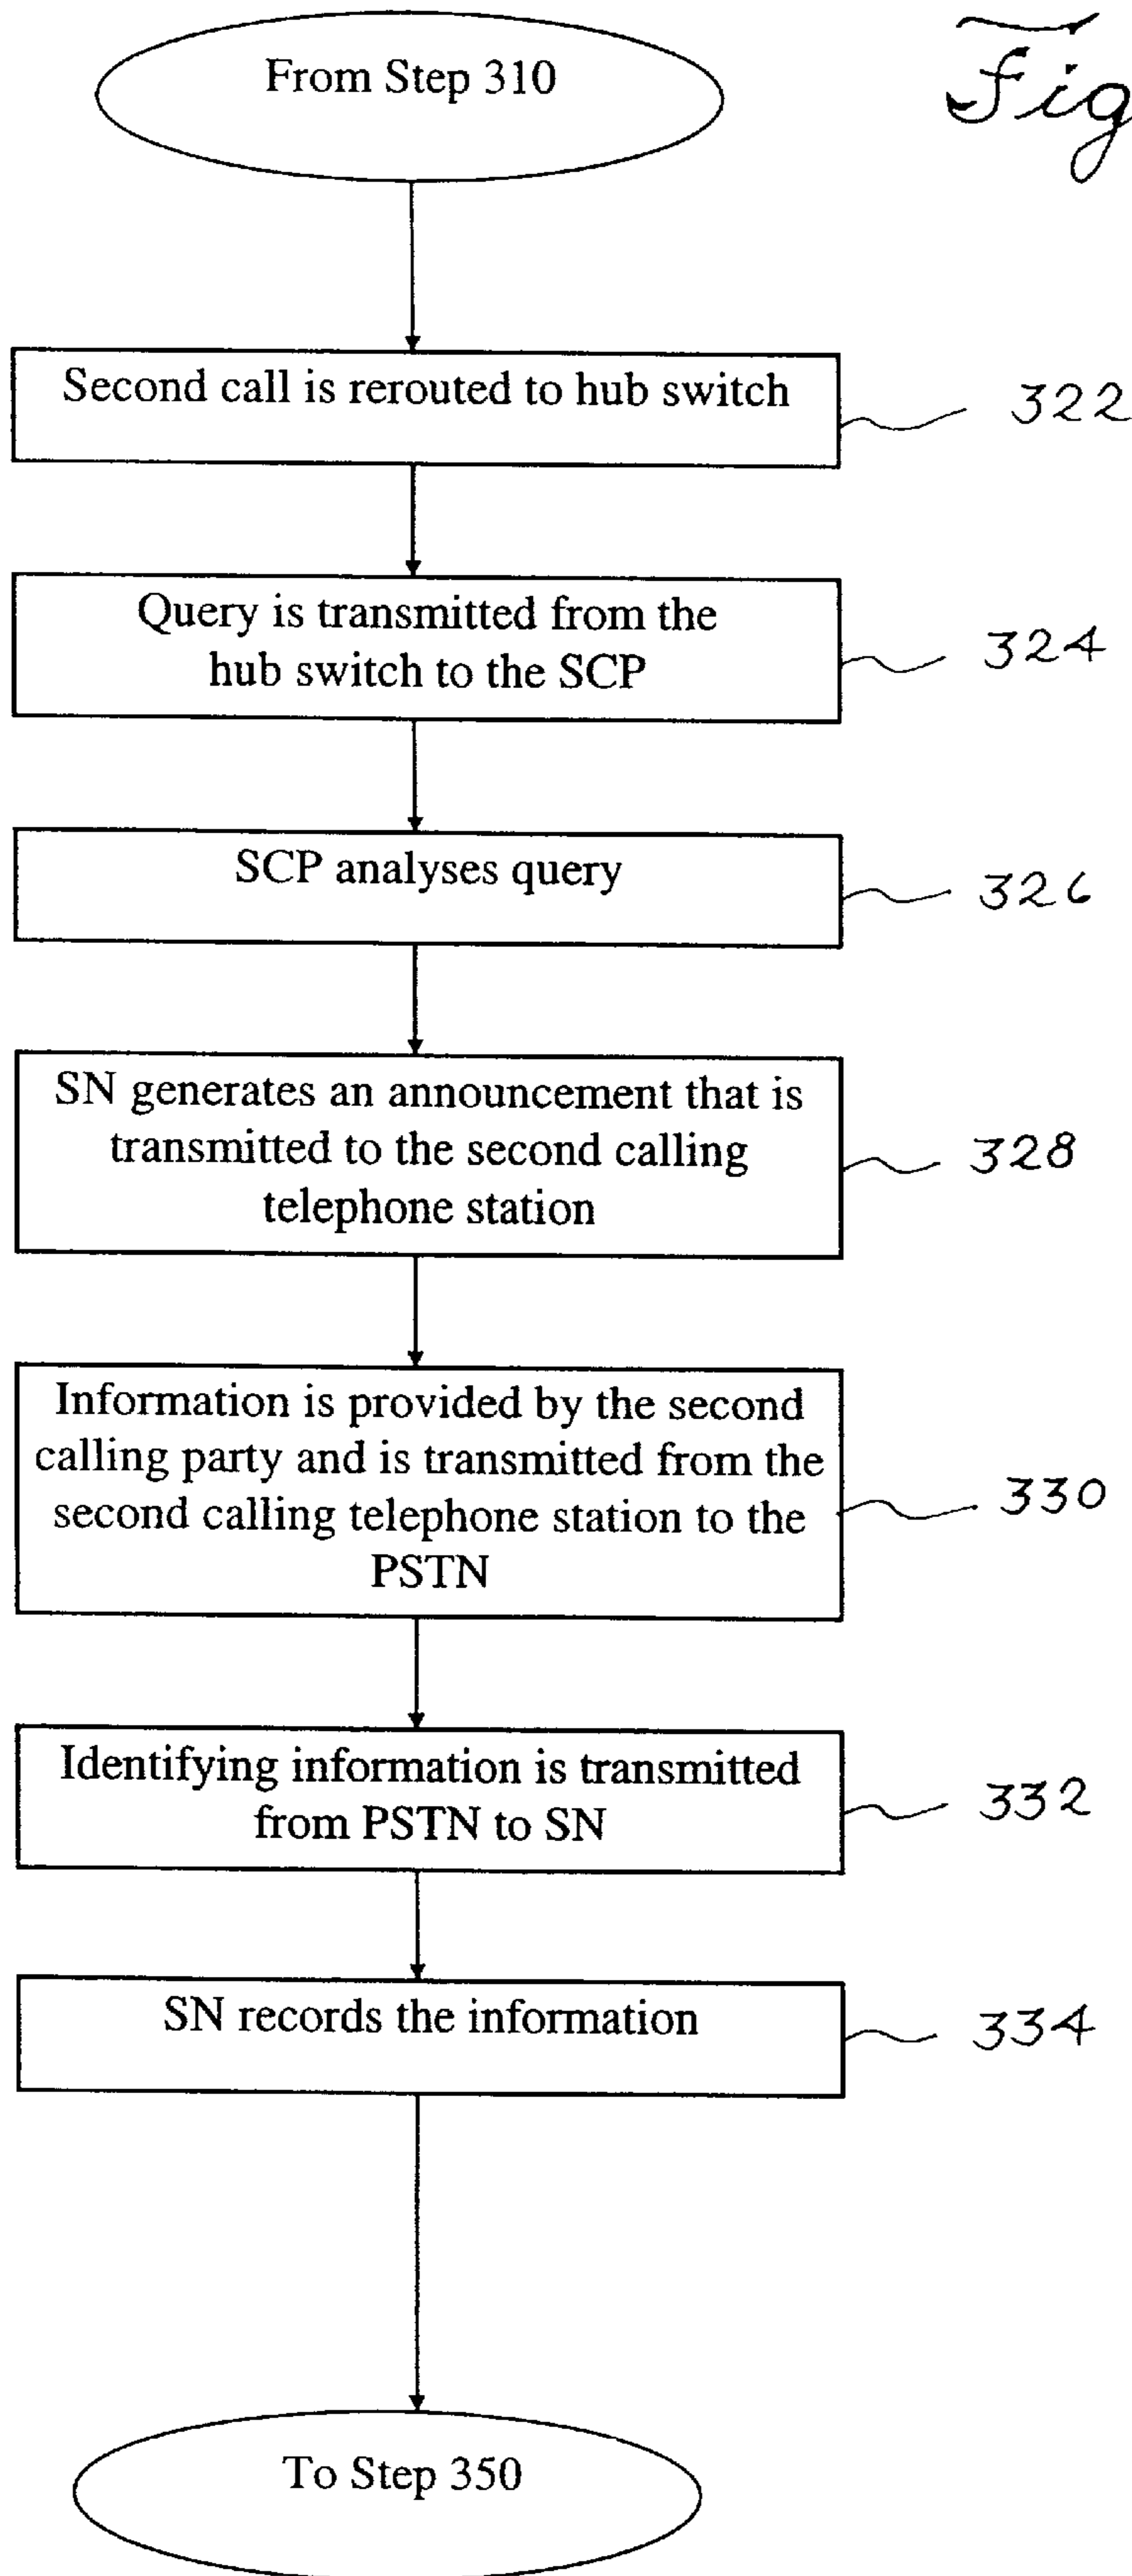 From Step 310
Fig
Second call is rerouted to hub switch
322
Query is transmitted from the
hub switch to the SCP
324
SCP analyses query
326
SN generates an announcement that is
transmitted to the second calling
telephone station
328
Information is provided by the second
calling party and is transmitted from the
second calling telephone station to the
PSTN
330
Identifying information is transmitted
from PSTN to SN
332
SN records the information
334
To Step 350